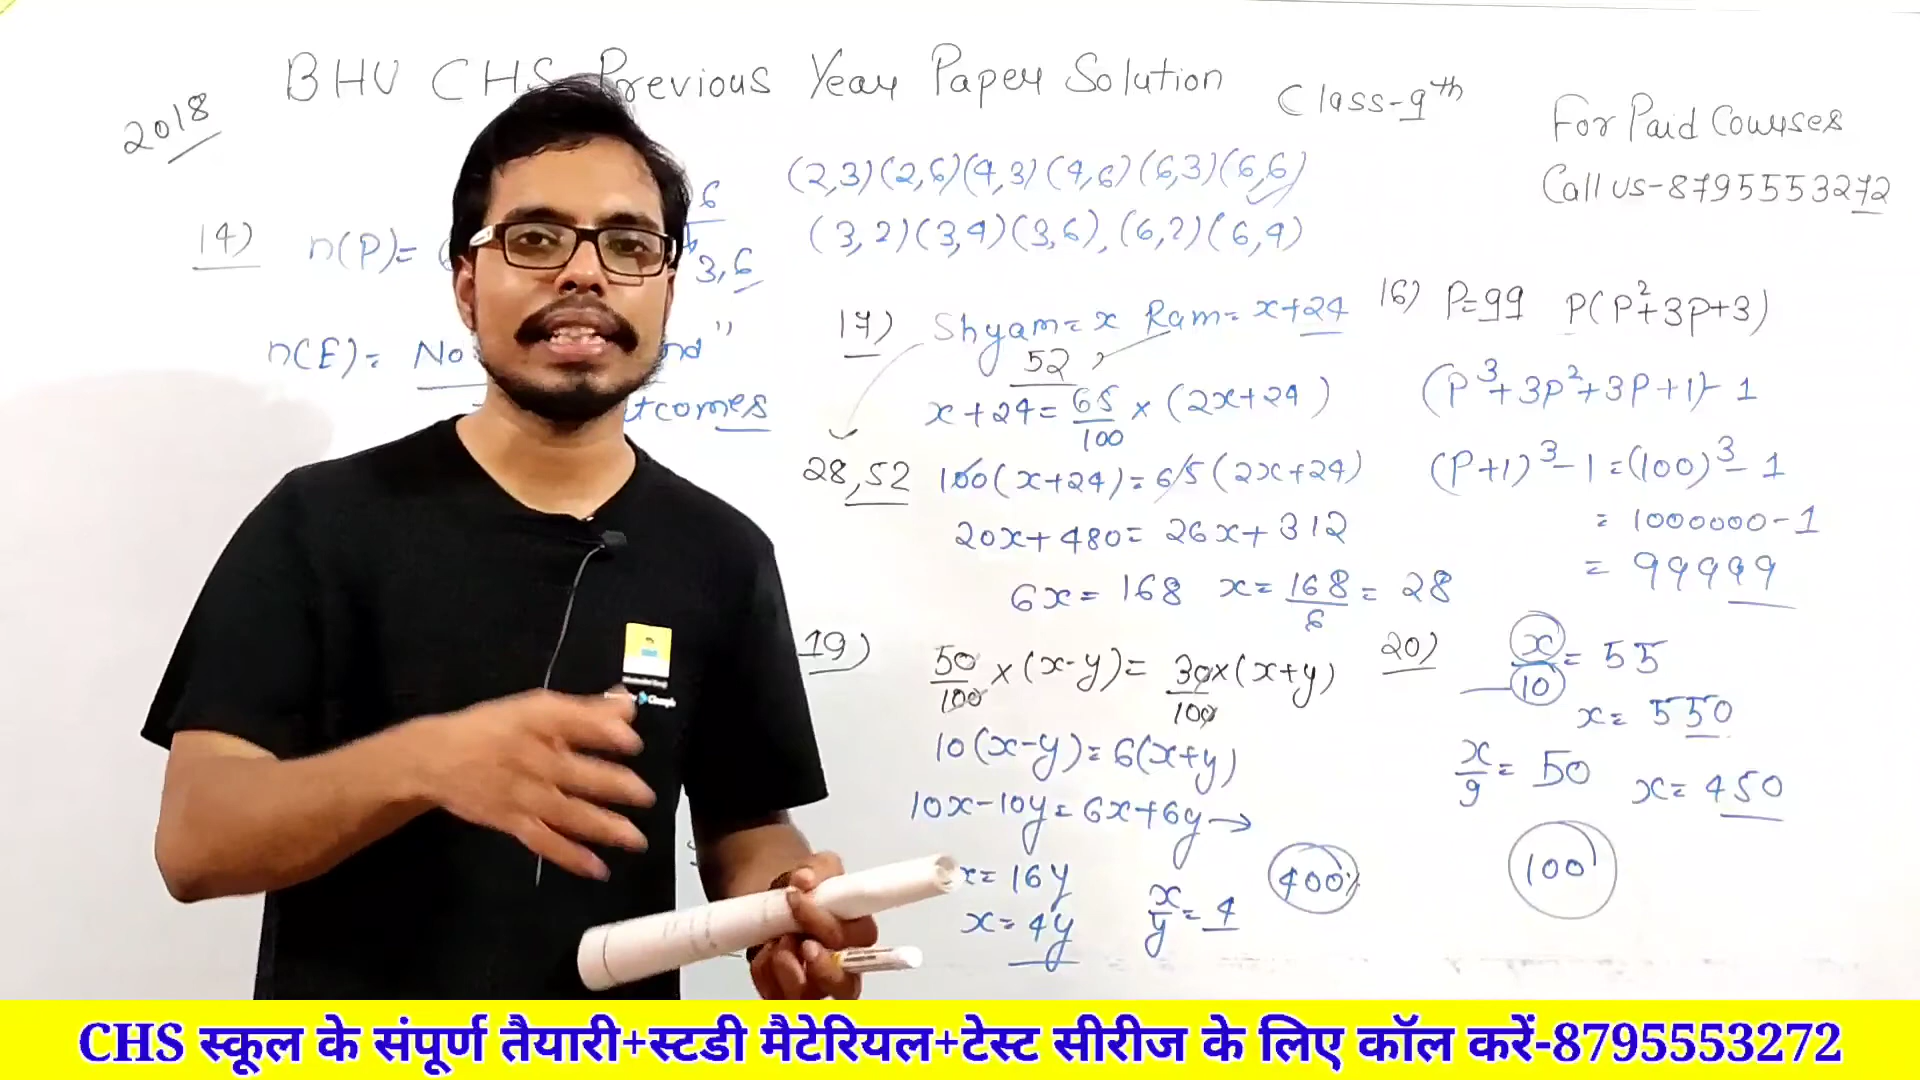 BHU CHS Previous Year Paper Solution
Class-9th
2018
For Paid Courses
Call us-8795553272
14) n(P)=
6
3,6
(2,3)(2,6)(4,3)(4,6)(6,3)(6,6)
(3,2)(3,4)(3,6),(6,2)(6,4)
n(E)= No
nd"
tcomes
17) Shyam= x Ram= x+24
52
x+24= 65/100 × (2x+24)
28,52 100(x+24)= 65(2x+24)
20x+480= 26x+312
6x= 168 x= 168/6 = 28
16) P=99 P(P²+3P+3)
(P³+3P²+3P+1)-1
(P+1)³-1=(100)³-1
= 1000000-1
= 99999
19) 50/100 ×(x-y)= 30/100×(x+y)
10(x-y)= 6(x+y)
10x-10y= 6x+6y→
x= 16y
x= 4y x/y = 4
400%
20) x/10 = 55
x= 550
x/9 = 50 x= 450
100
CHS स्कूल के संपूर्ण तैयारी+स्टडी मैटेरियल+टेस्ट सीरीज के लिए कॉल करें-8795553272